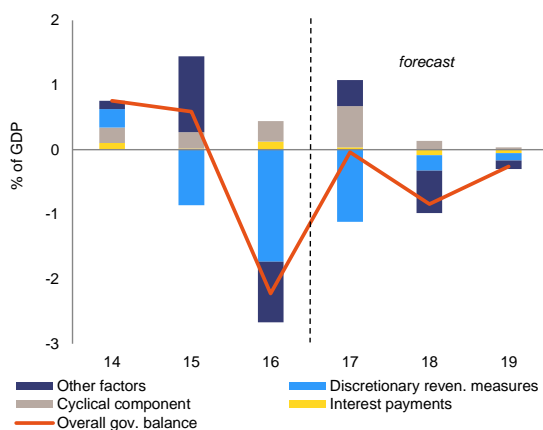 2
1
0
-1
-2
-3
% of GDP
forecast
14 15 16 17 18 19
Other factors Discretionary reven. measures
Cyclical component Interest payments
Overall gov. balance